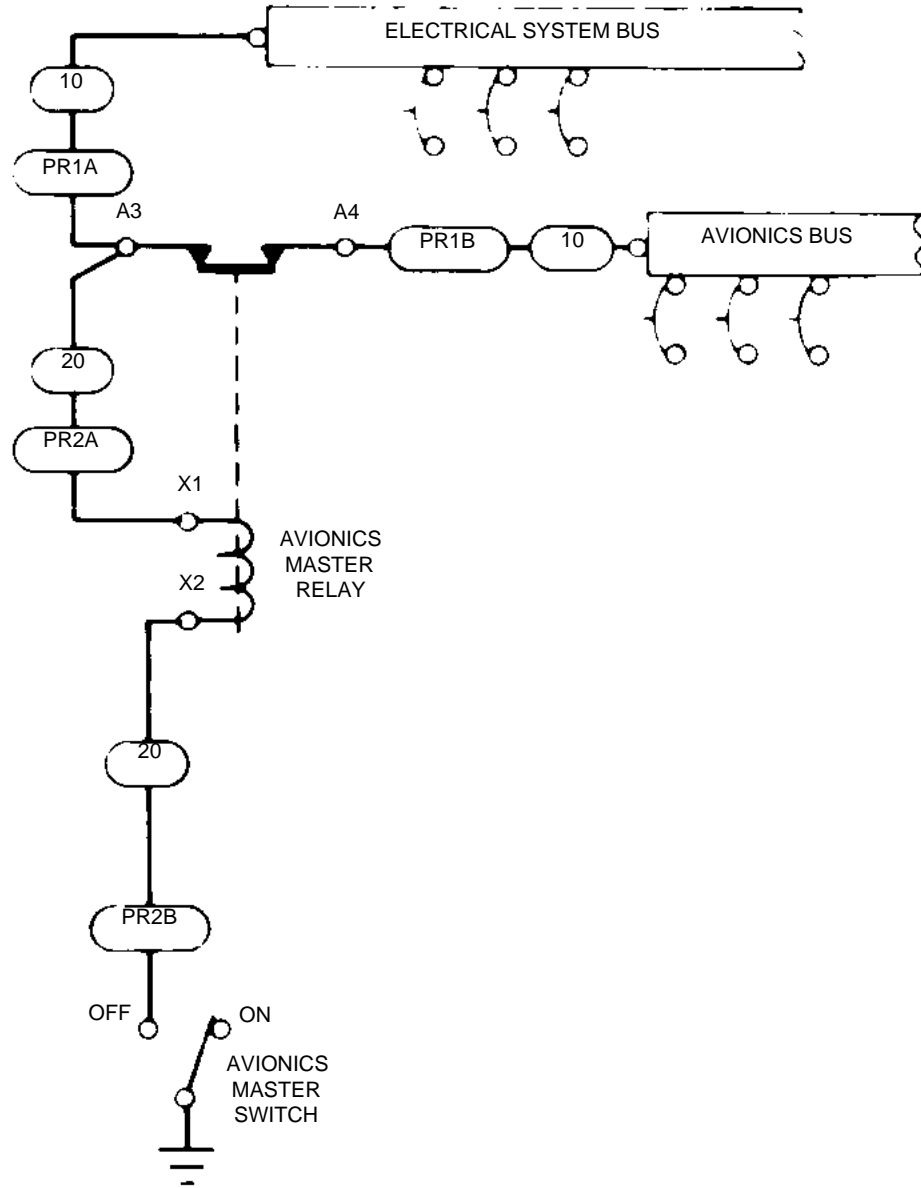 ELECTRICAL SYSTEM BUS
10
PR1A
A3
A4
PR1B
10
AVIONICS BUS
20
PR2A
X1
X2
AVIONICS
MASTER
RELAY
20
PR2B
OFF
ON
AVIONICS
MASTER
SWITCH